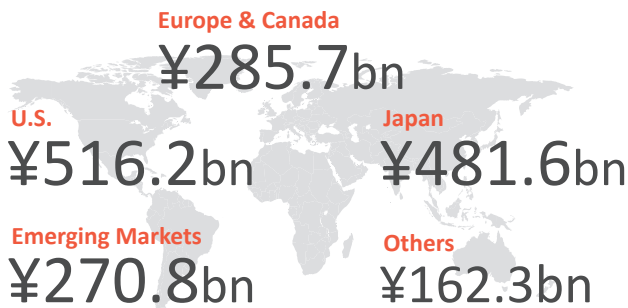 Europe & Canada
¥285.7bn
U.S.
¥516.2bn
Japan
¥481.6bn
Emerging Markets
¥270.8bn
Others
¥162.3bn